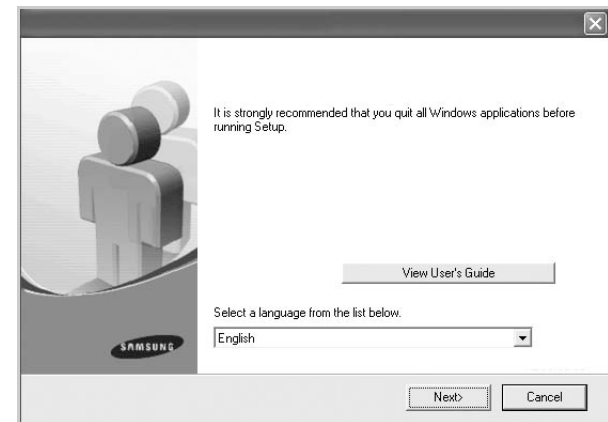 It is strongly recommended that you quit all Windows applications before
running Setup.
View User's Guide
Select a language from the list below.
SAMSUNG
English
Next>
Cancel